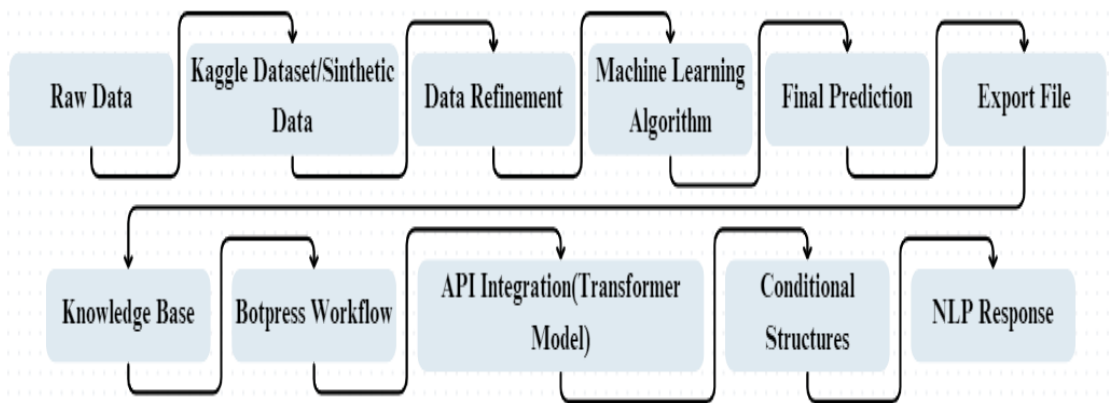 Raw Data
Kaggle Dataset/Sinthetic
Data
Data Refinement
Machine Learning
Algorithm
Final Prediction
Export File
Knowledge Base
Botpress Workflow
API Integration(Transformer
Model)
Conditional
Structures
NLP Response